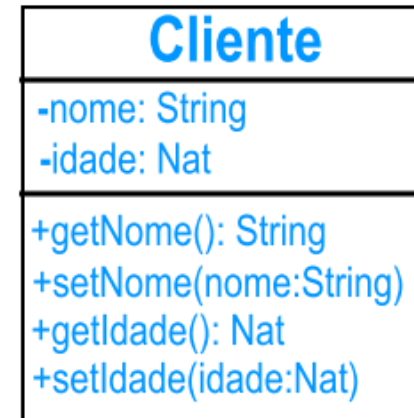 Cliente
-nome: String
-idade: Nat
+getNome(): String
+setNome(nome:String)
+getIdade(): Nat
+setIdade(idade:Nat)